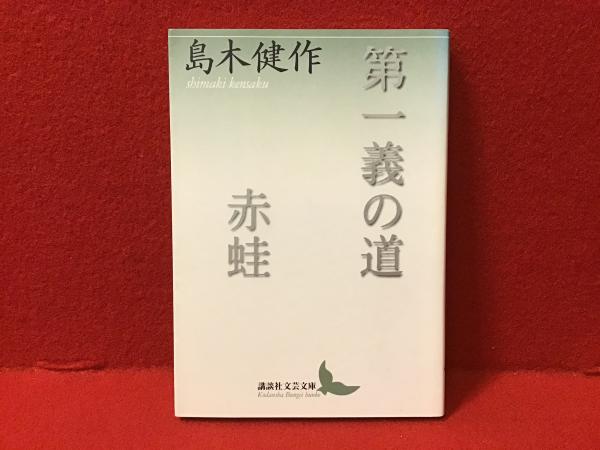 島木健作
shimaki kensaku
第一義の道
赤蛙
講談社文芸文庫
Kodansha Bungei bunko